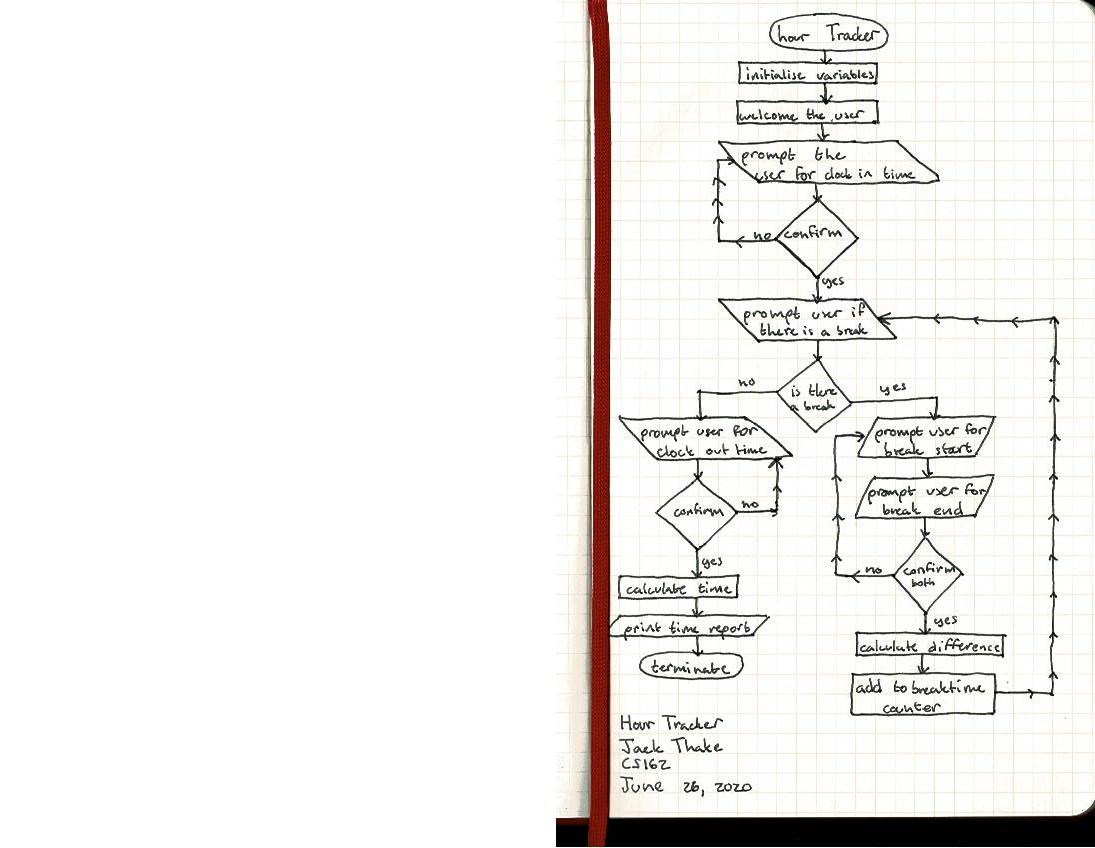 hour Tracker
initialise variables
welcome the user
prompt the
user for clock in time
confirm
no
yes
prompt user if
there is a break
is there
a break
no
yes
prompt user for
clock out time
confirm
no
yes
calculate time
print time report
terminate
prompt user for
break start
prompt user for
break end
confirm
both
no
yes
calculate difference
add to breaktime
counter
Hour Tracker
Jack Thake
CS162
June 26, 2020